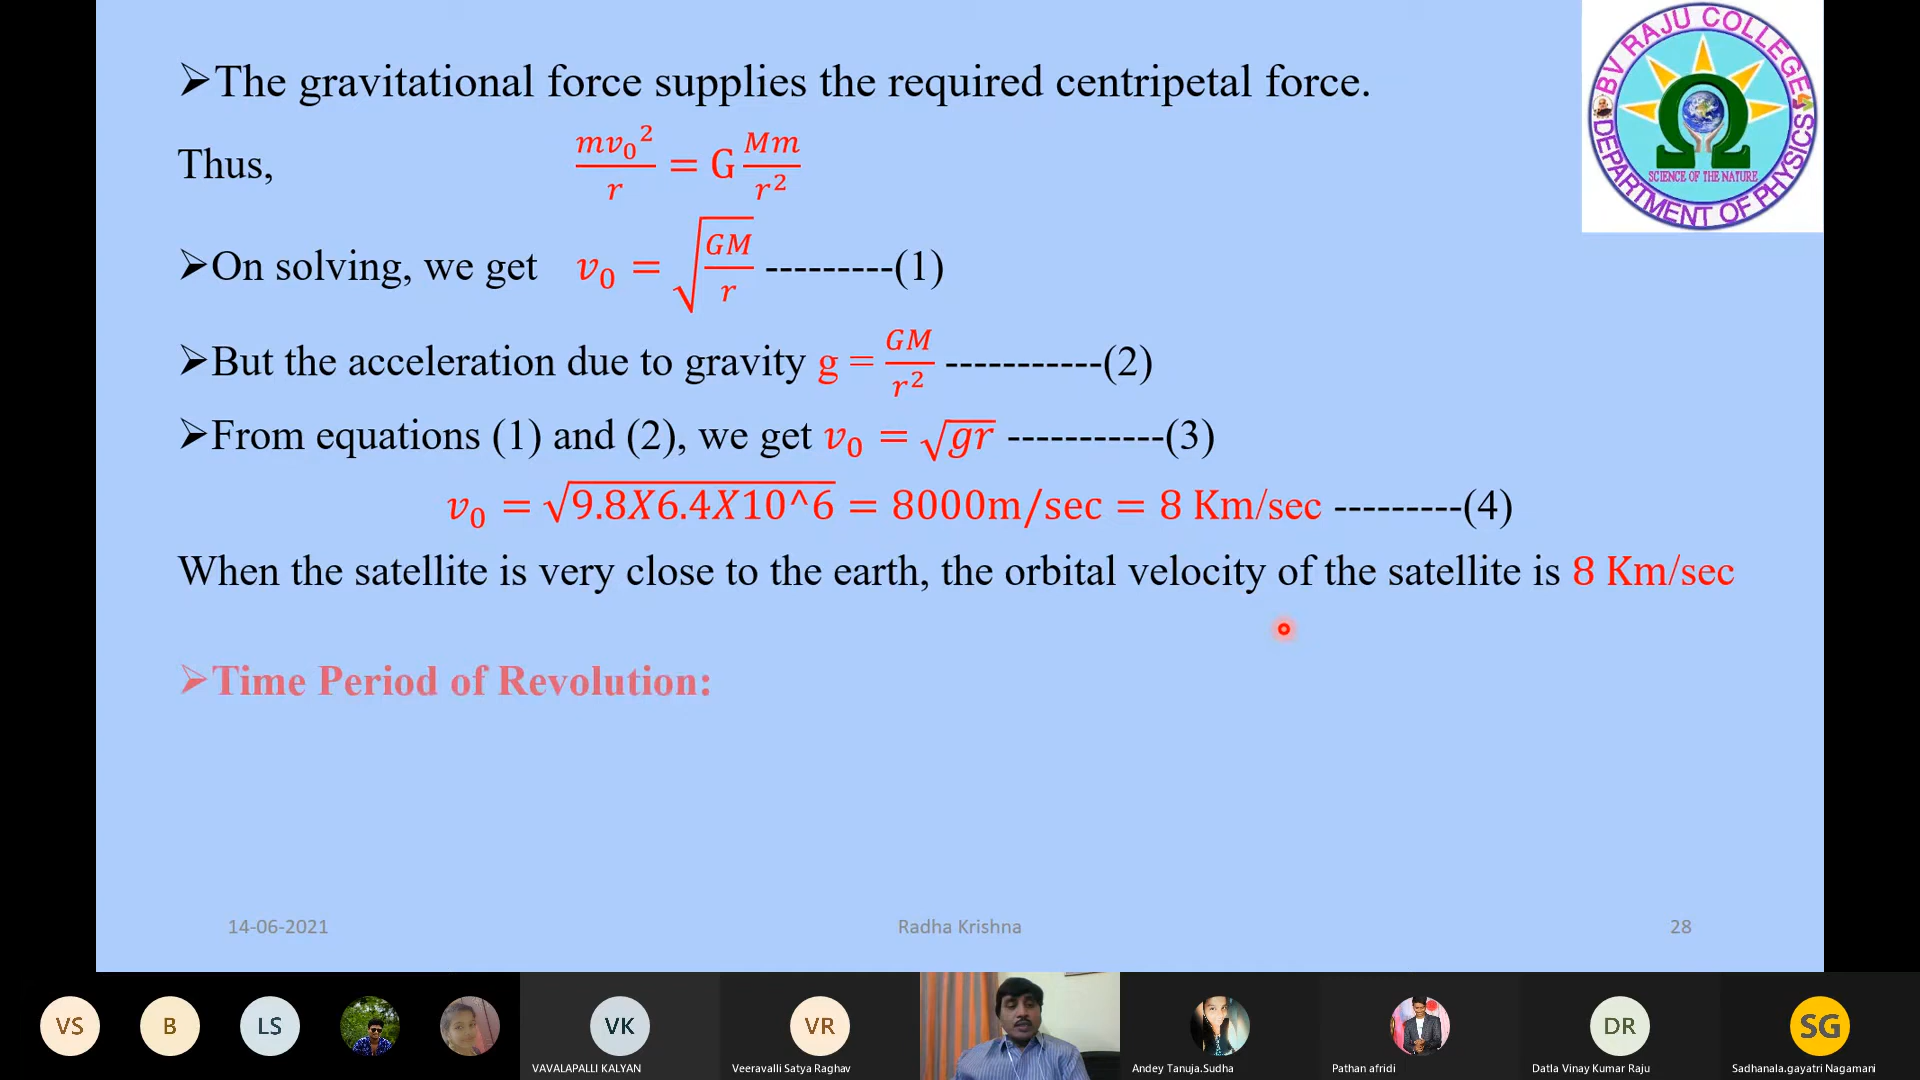 ➢The gravitational force supplies the required centripetal force.
Thus, mv₀²/r = G Mm/r²
➢On solving, we get v₀ = √(GM/r) ---------(1)
➢But the acceleration due to gravity g = GM/r² -----------(2)
➢From equations (1) and (2), we get v₀ = √gr -----------(3)
v₀ = √9.8X6.4X10^6 = 8000m/sec = 8 Km/sec ---------(4)
When the satellite is very close to the earth, the orbital velocity of the satellite is 8 Km/sec
➢Time Period of Revolution:
BV RAJU COLLEGE
SCIENCE OF THE NATURE
DEPARTMENT OF PHYSICS
14-06-2021 Radha Krishna 28
VS B LS VK VR DR SG
VAVALAPALLI KALYAN Veeravalli Satya Raghav Andey Tanuja.Sudha Pathan afridi Datla Vinay Kumar Raju Sadhanala.gayatri Nagamani